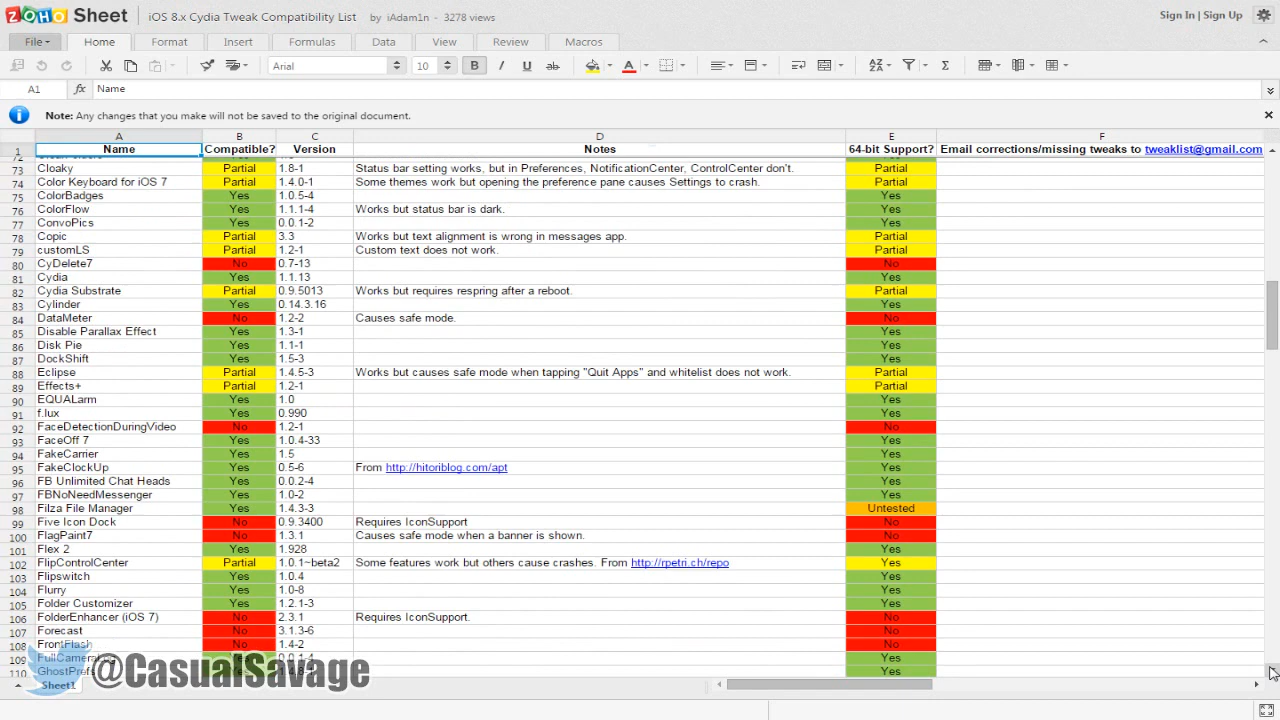 ZOHO Sheet iOS 8.x Cydia Tweak Compatibility List by iAdam1n - 3278 views Sign In | Sign Up
File Home Format Insert Formulas Data View Review Macros
Arial 10 B I U ab
A1 fx Name
Note: Any changes that you make will not be saved to the original document.
A B C D E F
1 Name Compatible? Version Notes 64-bit Support? Email corrections/missing tweaks to tweaklist@gmail.com
73 Cloaky Partial 1.8-1 Status bar setting works, but in Preferences, NotificationCenter, ControlCenter don't. Partial
74 Color Keyboard for iOS 7 Partial 1.4.0-1 Some themes work but opening the preference pane causes Settings to crash. Partial
75 ColorBadges Yes 1.0.5-4 Yes
76 ColorFlow Yes 1.1.1-4 Works but status bar is dark. Yes
77 ConvoPics Yes 0.0.1-2 Yes
78 Copic Partial 3.3 Works but text alignment is wrong in messages app. Partial
79 customLS Partial 1.2-1 Custom text does not work. Partial
80 CyDelete7 No 0.7-13 No
81 Cydia Yes 1.1.13 Yes
82 Cydia Substrate Partial 0.9.5013 Works but requires respring after a reboot. Partial
83 Cylinder Yes 0.14.3.16 Yes
84 DataMeter No 1.2-2 Causes safe mode. No
85 Disable Parallax Effect Yes 1.3-1 Yes
86 Disk Pie Yes 1.1-1 Yes
87 DockShift Yes 1.5-3 Yes
88 Eclipse Partial 1.4.5-3 Works but causes safe mode when tapping "Quit Apps" and whitelist does not work. Partial
89 Effects+ Partial 1.2-1 Partial
90 EQUALarm Yes 1.0 Yes
91 f.lux Yes 0.990 Yes
92 FaceDetectionDuringVideo No 1.2-1 No
93 FaceOff 7 Yes 1.0.4-33 Yes
94 FakeCarrier Yes 1.5 Yes
95 FakeClockUp Yes 0.5-6 From http://hitoriblog.com/apt Yes
96 FB Unlimited Chat Heads Yes 0.0.2-4 Yes
97 FBNoNeedMessenger Yes 1.0-2 Yes
98 Filza File Manager Yes 1.4.3-3 Untested
99 Five Icon Dock No 0.9.3400 Requires IconSupport No
100 FlagPaint7 No 1.3.1 Causes safe mode when a banner is shown. No
101 Flex 2 Yes 1.928 Yes
102 FlipControlCenter Partial 1.0.1~beta2 Some features work but others cause crashes. From http://rpetri.ch/repo Yes
103 Flipswitch Yes 1.0.4 Yes
104 Flurry Yes 1.0-8 Yes
105 Folder Customizer Yes 1.2.1-3 Yes
106 FolderEnhancer (iOS 7) No 2.3.1 Requires IconSupport. No
107 Forecast No 3.1.3-6 No
108 FrontFlash No 1.4-2 No
109 Yes
110 Yes
@CasualSavage
Sheet1